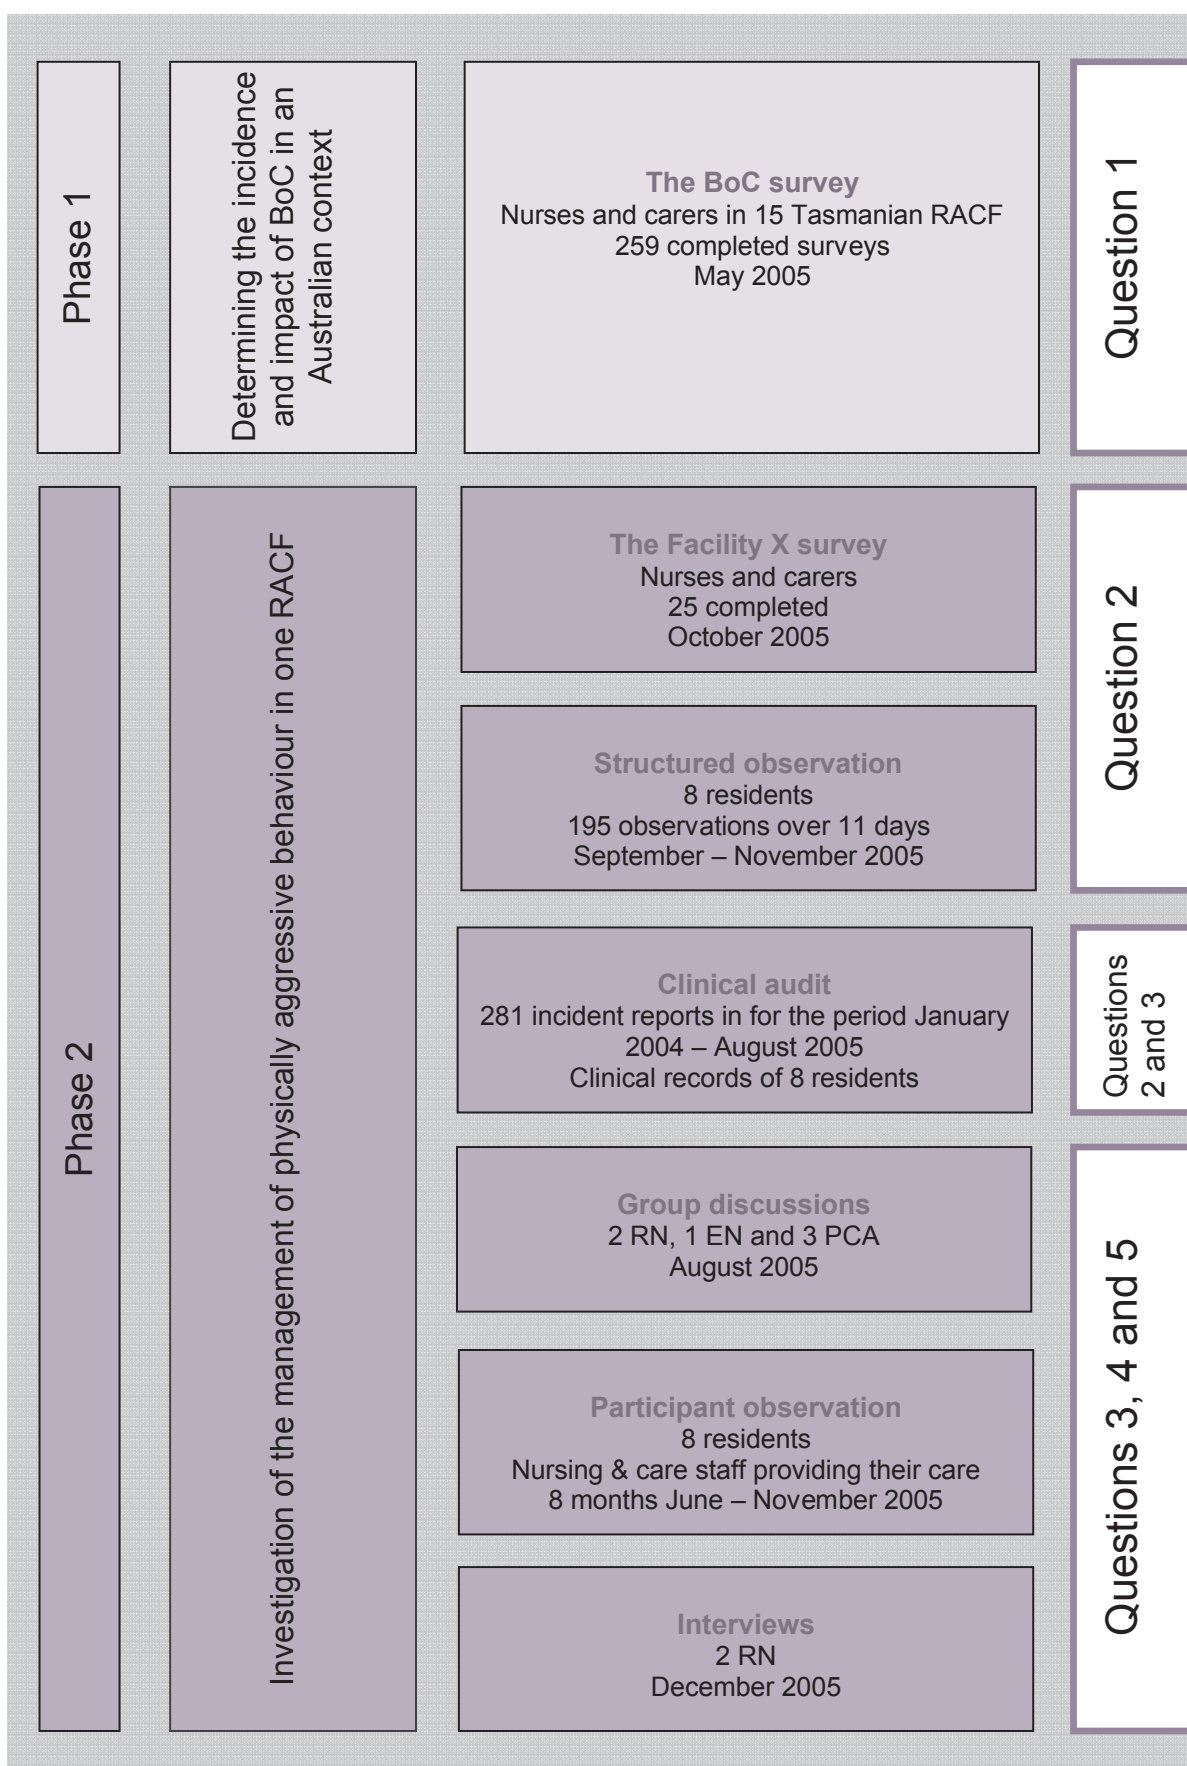 Phase 1
Determining the incidence
and impact of BoC in an
Australian context
The BoC survey
Nurses and carers in 15 Tasmanian RACF
259 completed surveys
May 2005
Question 1
Phase 2
Investigation of the management of physically aggressive behaviour in one RACF
The Facility X survey
Nurses and carers
25 completed
October 2005
Structured observation
8 residents
195 observations over 11 days
September – November 2005
Question 2
Clinical audit
281 incident reports in for the period January
2004 – August 2005
Clinical records of 8 residents
Questions
2 and 3
Group discussions
2 RN, 1 EN and 3 PCA
August 2005
Participant observation
8 residents
Nursing & care staff providing their care
8 months June – November 2005
Interviews
2 RN
December 2005
Questions 3, 4 and 5